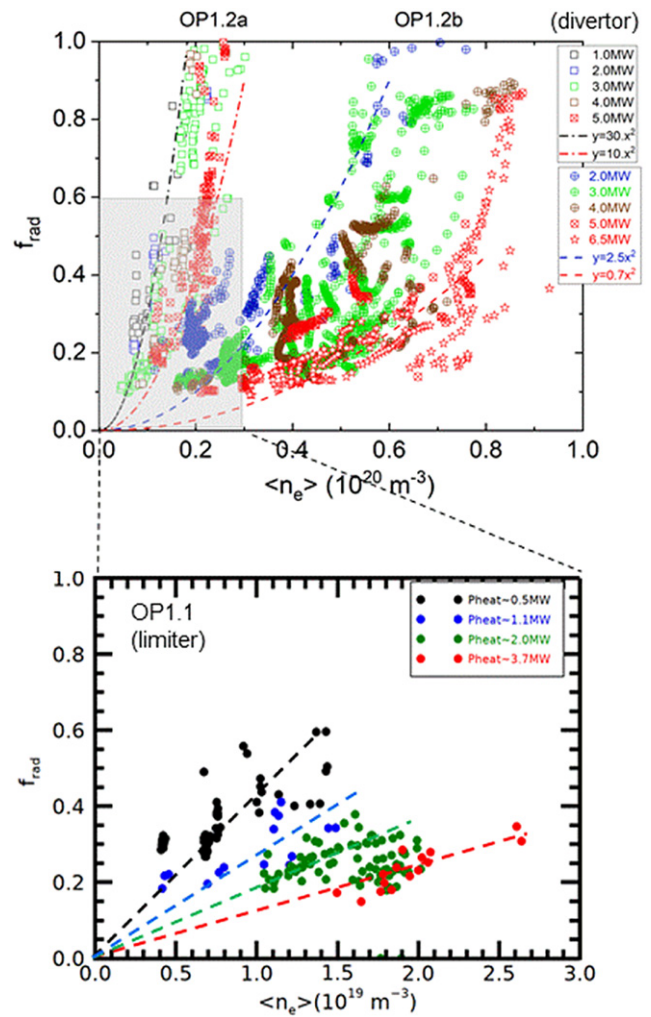 OP1.2a OP1.2b (divertor)
1.0MW
2.0MW
3.0MW
4.0MW
5.0MW
y=30.x²
y=10.x²
2.0MW
3.0MW
4.0MW
5.0MW
6.5MW
y=2.5x²
y=0.7x²
1.0
0.8
0.6
0.4
0.2
0.0
f_rad
0.0 0.2 0.4 0.6 0.8 1.0
<n_e> (10²⁰ m⁻³)
OP1.1
(limiter)
Pheat~0.5MW
Pheat~1.1MW
Pheat~2.0MW
Pheat~3.7MW
1.0
0.8
0.6
0.4
0.2
0.0
f_rad
0.0 0.5 1.0 1.5 2.0 2.5 3.0
<n_e>(10¹⁹ m⁻³)